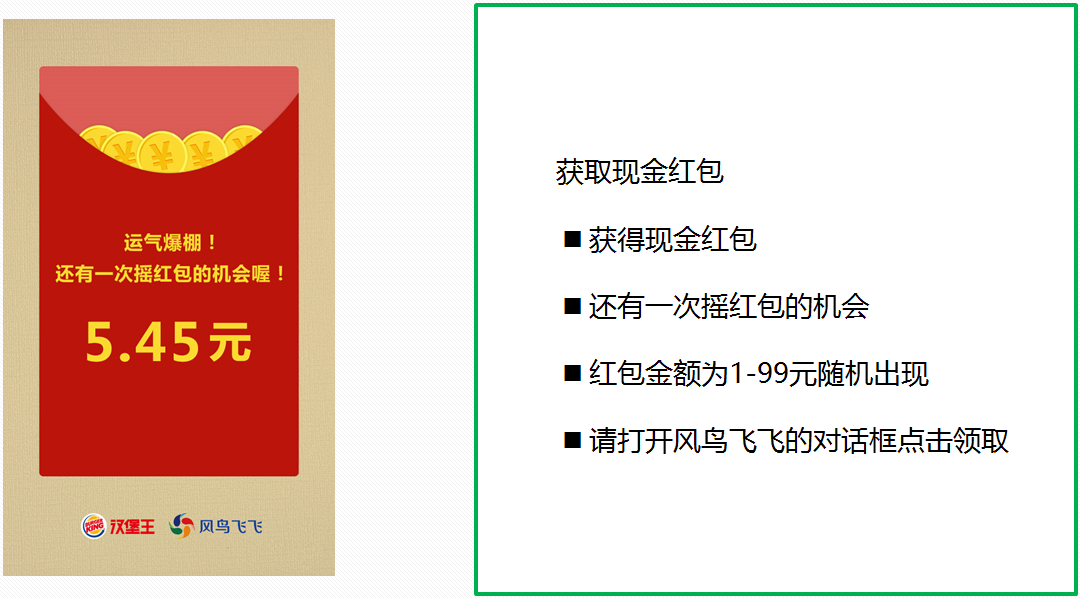 运气爆棚！
还有一次摇红包的机会喔！
5.45元
BURGER KING 汉堡王 风鸟飞飞
获取现金红包
■ 获得现金红包
■ 还有一次摇红包的机会
■ 红包金额为1-99元随机出现
■ 请打开风鸟飞飞的对话框点击领取